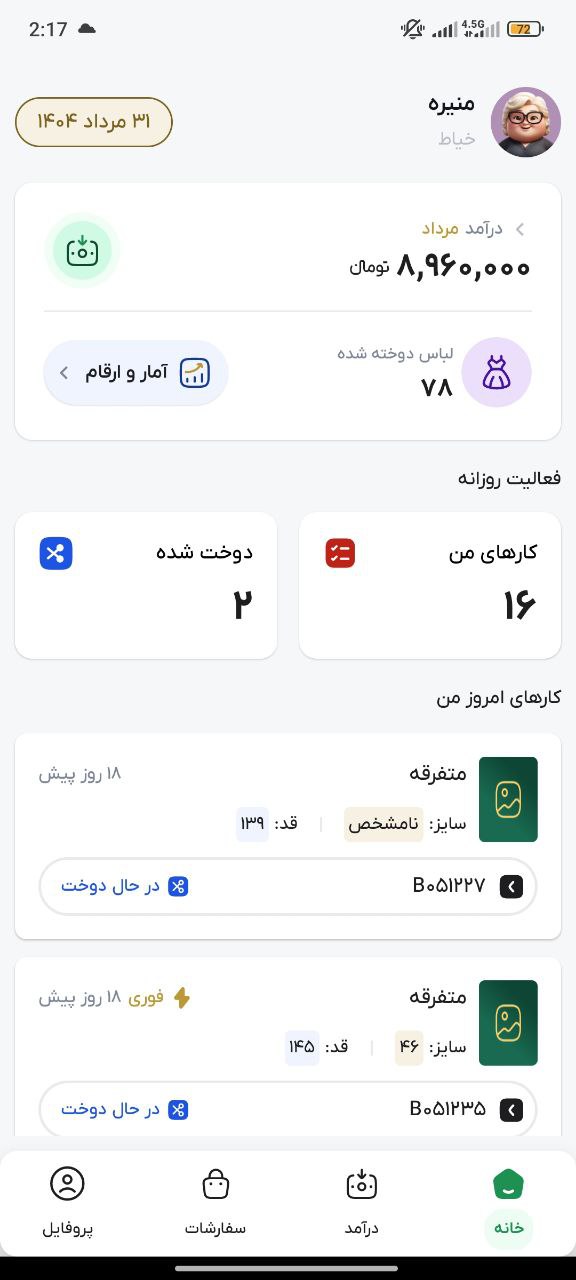 2:17
4.5G
72
منیره
خیاط
۳۱ مرداد ۱۴۰۴
درآمد مرداد
۸,۹۶۰,۰۰۰ تومان
لباس دوخته شده
۷۸
آمار و ارقام
فعالیت روزانه
کارهای من
۱۶
دوخت شده
۲
کارهای امروز من
متفرقه
۱۸ روز پیش
سایز: نامشخص | قد: ۱۳۹
B۰۵۱۲۲۷
در حال دوخت
متفرقه
فوری ۱۸ روز پیش
سایز: ۴۶ | قد: ۱۴۵
B۰۵۱۲۳۵
در حال دوخت
خانه
درآمد
سفارشات
پروفایل